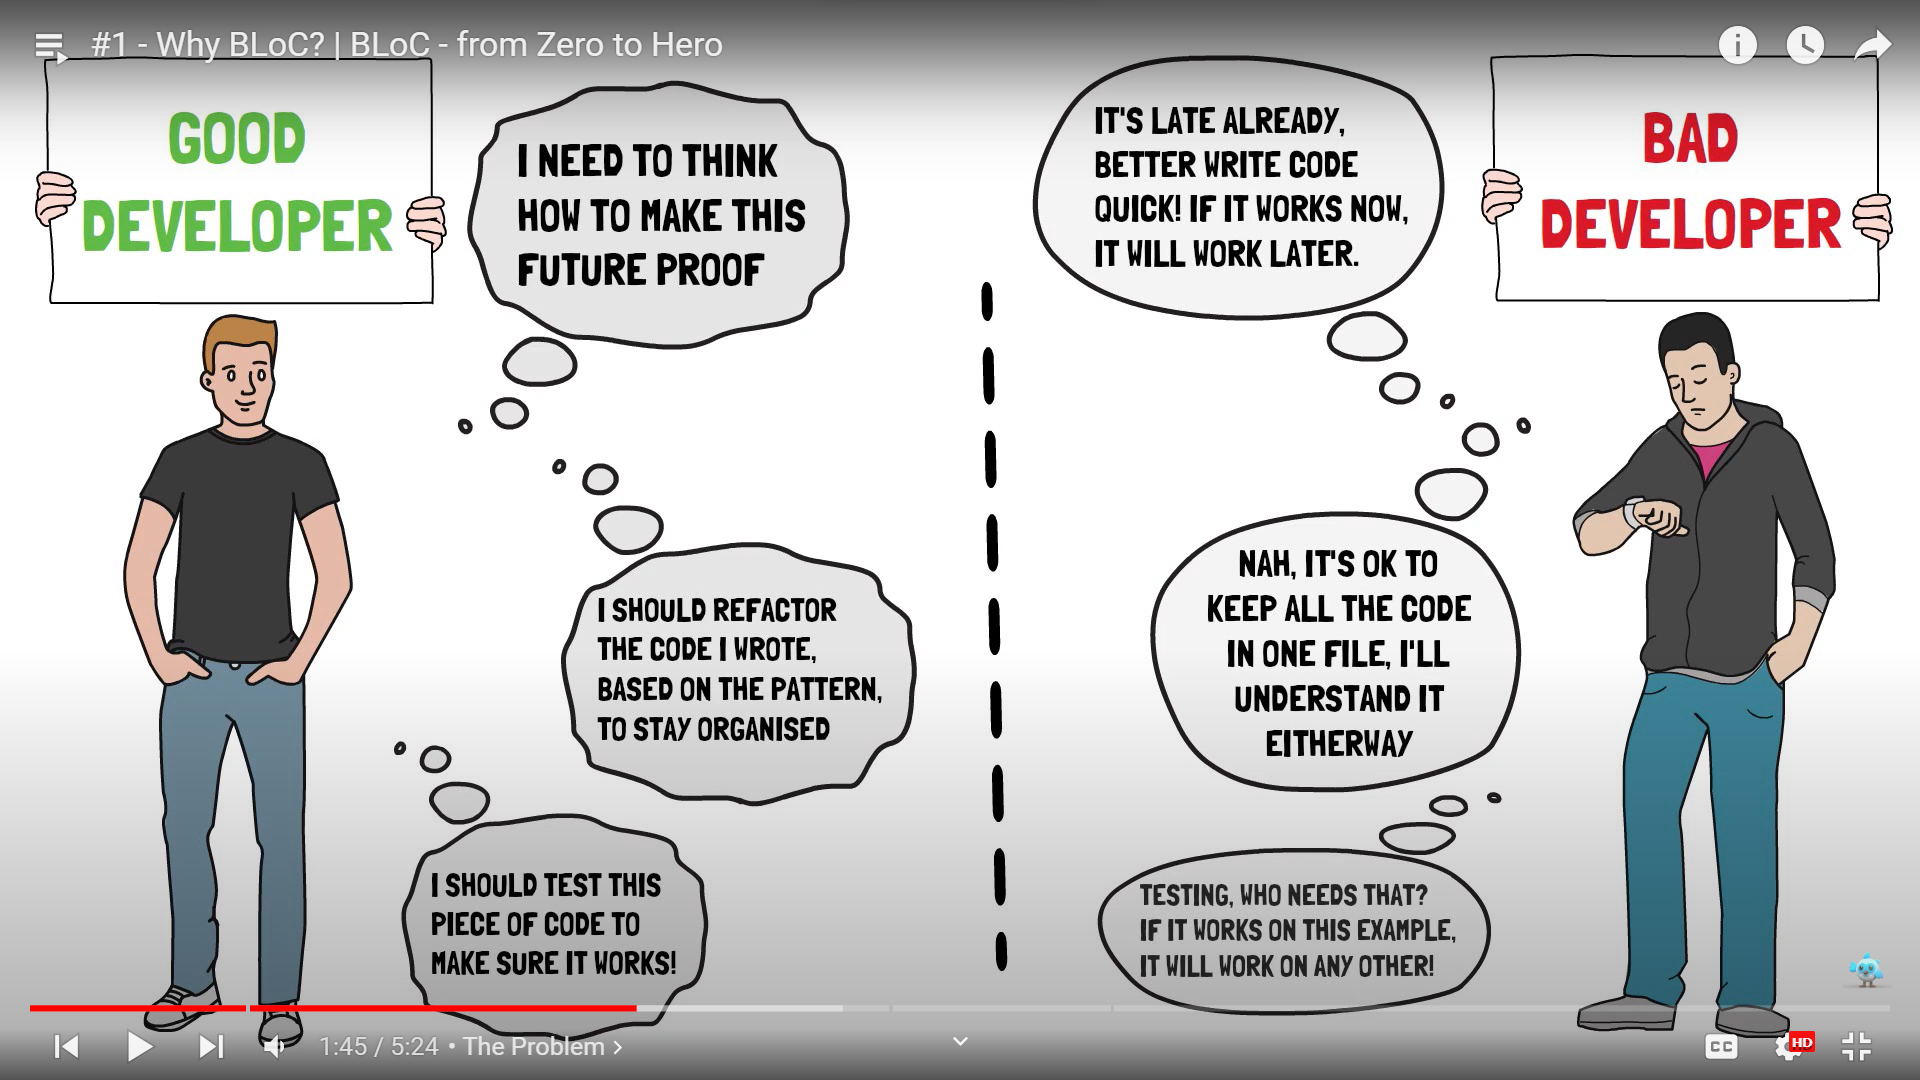 #1 - Why BLoC? | BLoC - from Zero to Hero
GOOD
DEVELOPER
I NEED TO THINK
HOW TO MAKE THIS
FUTURE PROOF
I SHOULD REFACTOR
THE CODE I WROTE,
BASED ON THE PATTERN,
TO STAY ORGANISED
I SHOULD TEST THIS
PIECE OF CODE TO
MAKE SURE IT WORKS!
IT'S LATE ALREADY,
BETTER WRITE CODE
QUICK! IF IT WORKS NOW,
IT WILL WORK LATER.
BAD
DEVELOPER
NAH, IT'S OK TO
KEEP ALL THE CODE
IN ONE FILE, I'LL
UNDERSTAND IT
EITHERWAY
TESTING, WHO NEEDS THAT?
IF IT WORKS ON THIS EXAMPLE,
IT WILL WORK ON ANY OTHER!
1:45 / 5:24 • The Problem
CC
HD